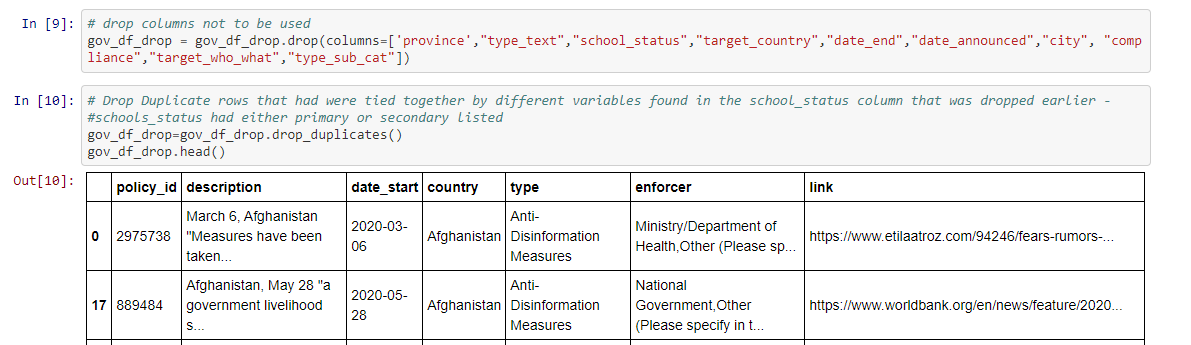 In [9]: # drop columns not to be used
gov_df_drop = gov_df_drop.drop(columns=['province',"type_text","school_status","target_country","date_end","date_announced","city", "comp
liance","target_who_what","type_sub_cat"])
In [10]: # Drop Duplicate rows that had were tied together by different variables found in the school_status column that was dropped earlier -
#schools_status had either primary or secondary listed
gov_df_drop=gov_df_drop.drop_duplicates()
gov_df_drop.head()
Out[10]:
policy_id description date_start country type enforcer link
0 2975738 March 6, Afghanistan
"Measures have been
taken... 2020-03-
06 Afghanistan Anti-
Disinformation
Measures Ministry/Department of
Health,Other (Please sp... https://www.etilaatroz.com/94246/fears-rumors-...
17 889484 Afghanistan, May 28 "a
government livelihood
s... 2020-05-
28 Afghanistan Anti-
Disinformation
Measures National
Government,Other
(Please specify in t... https://www.worldbank.org/en/news/feature/2020...